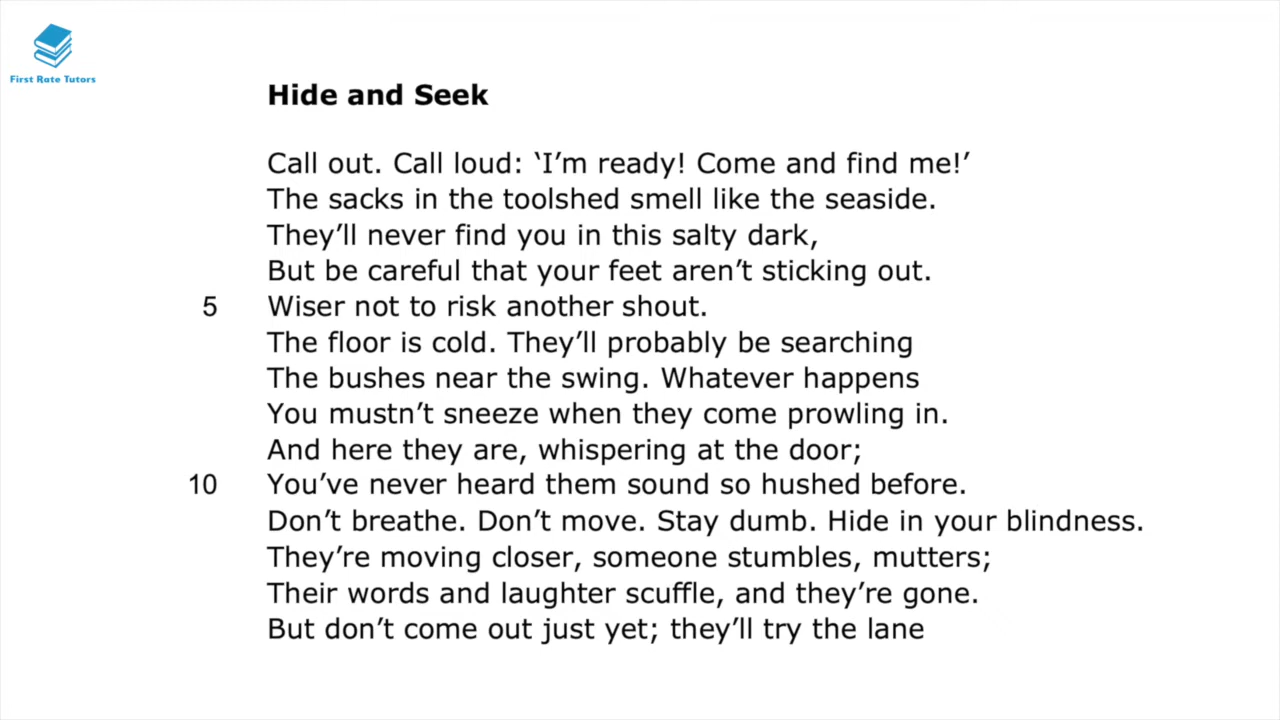 First Rate Tutors
Hide and Seek
Call out. Call loud: ‘I’m ready! Come and find me!’
The sacks in the toolshed smell like the seaside.
They’ll never find you in this salty dark,
But be careful that your feet aren’t sticking out.
5 Wiser not to risk another shout.
The floor is cold. They’ll probably be searching
The bushes near the swing. Whatever happens
You mustn’t sneeze when they come prowling in.
And here they are, whispering at the door;
10 You’ve never heard them sound so hushed before.
Don’t breathe. Don’t move. Stay dumb. Hide in your blindness.
They’re moving closer, someone stumbles, mutters;
Their words and laughter scuffle, and they’re gone.
But don’t come out just yet; they’ll try the lane